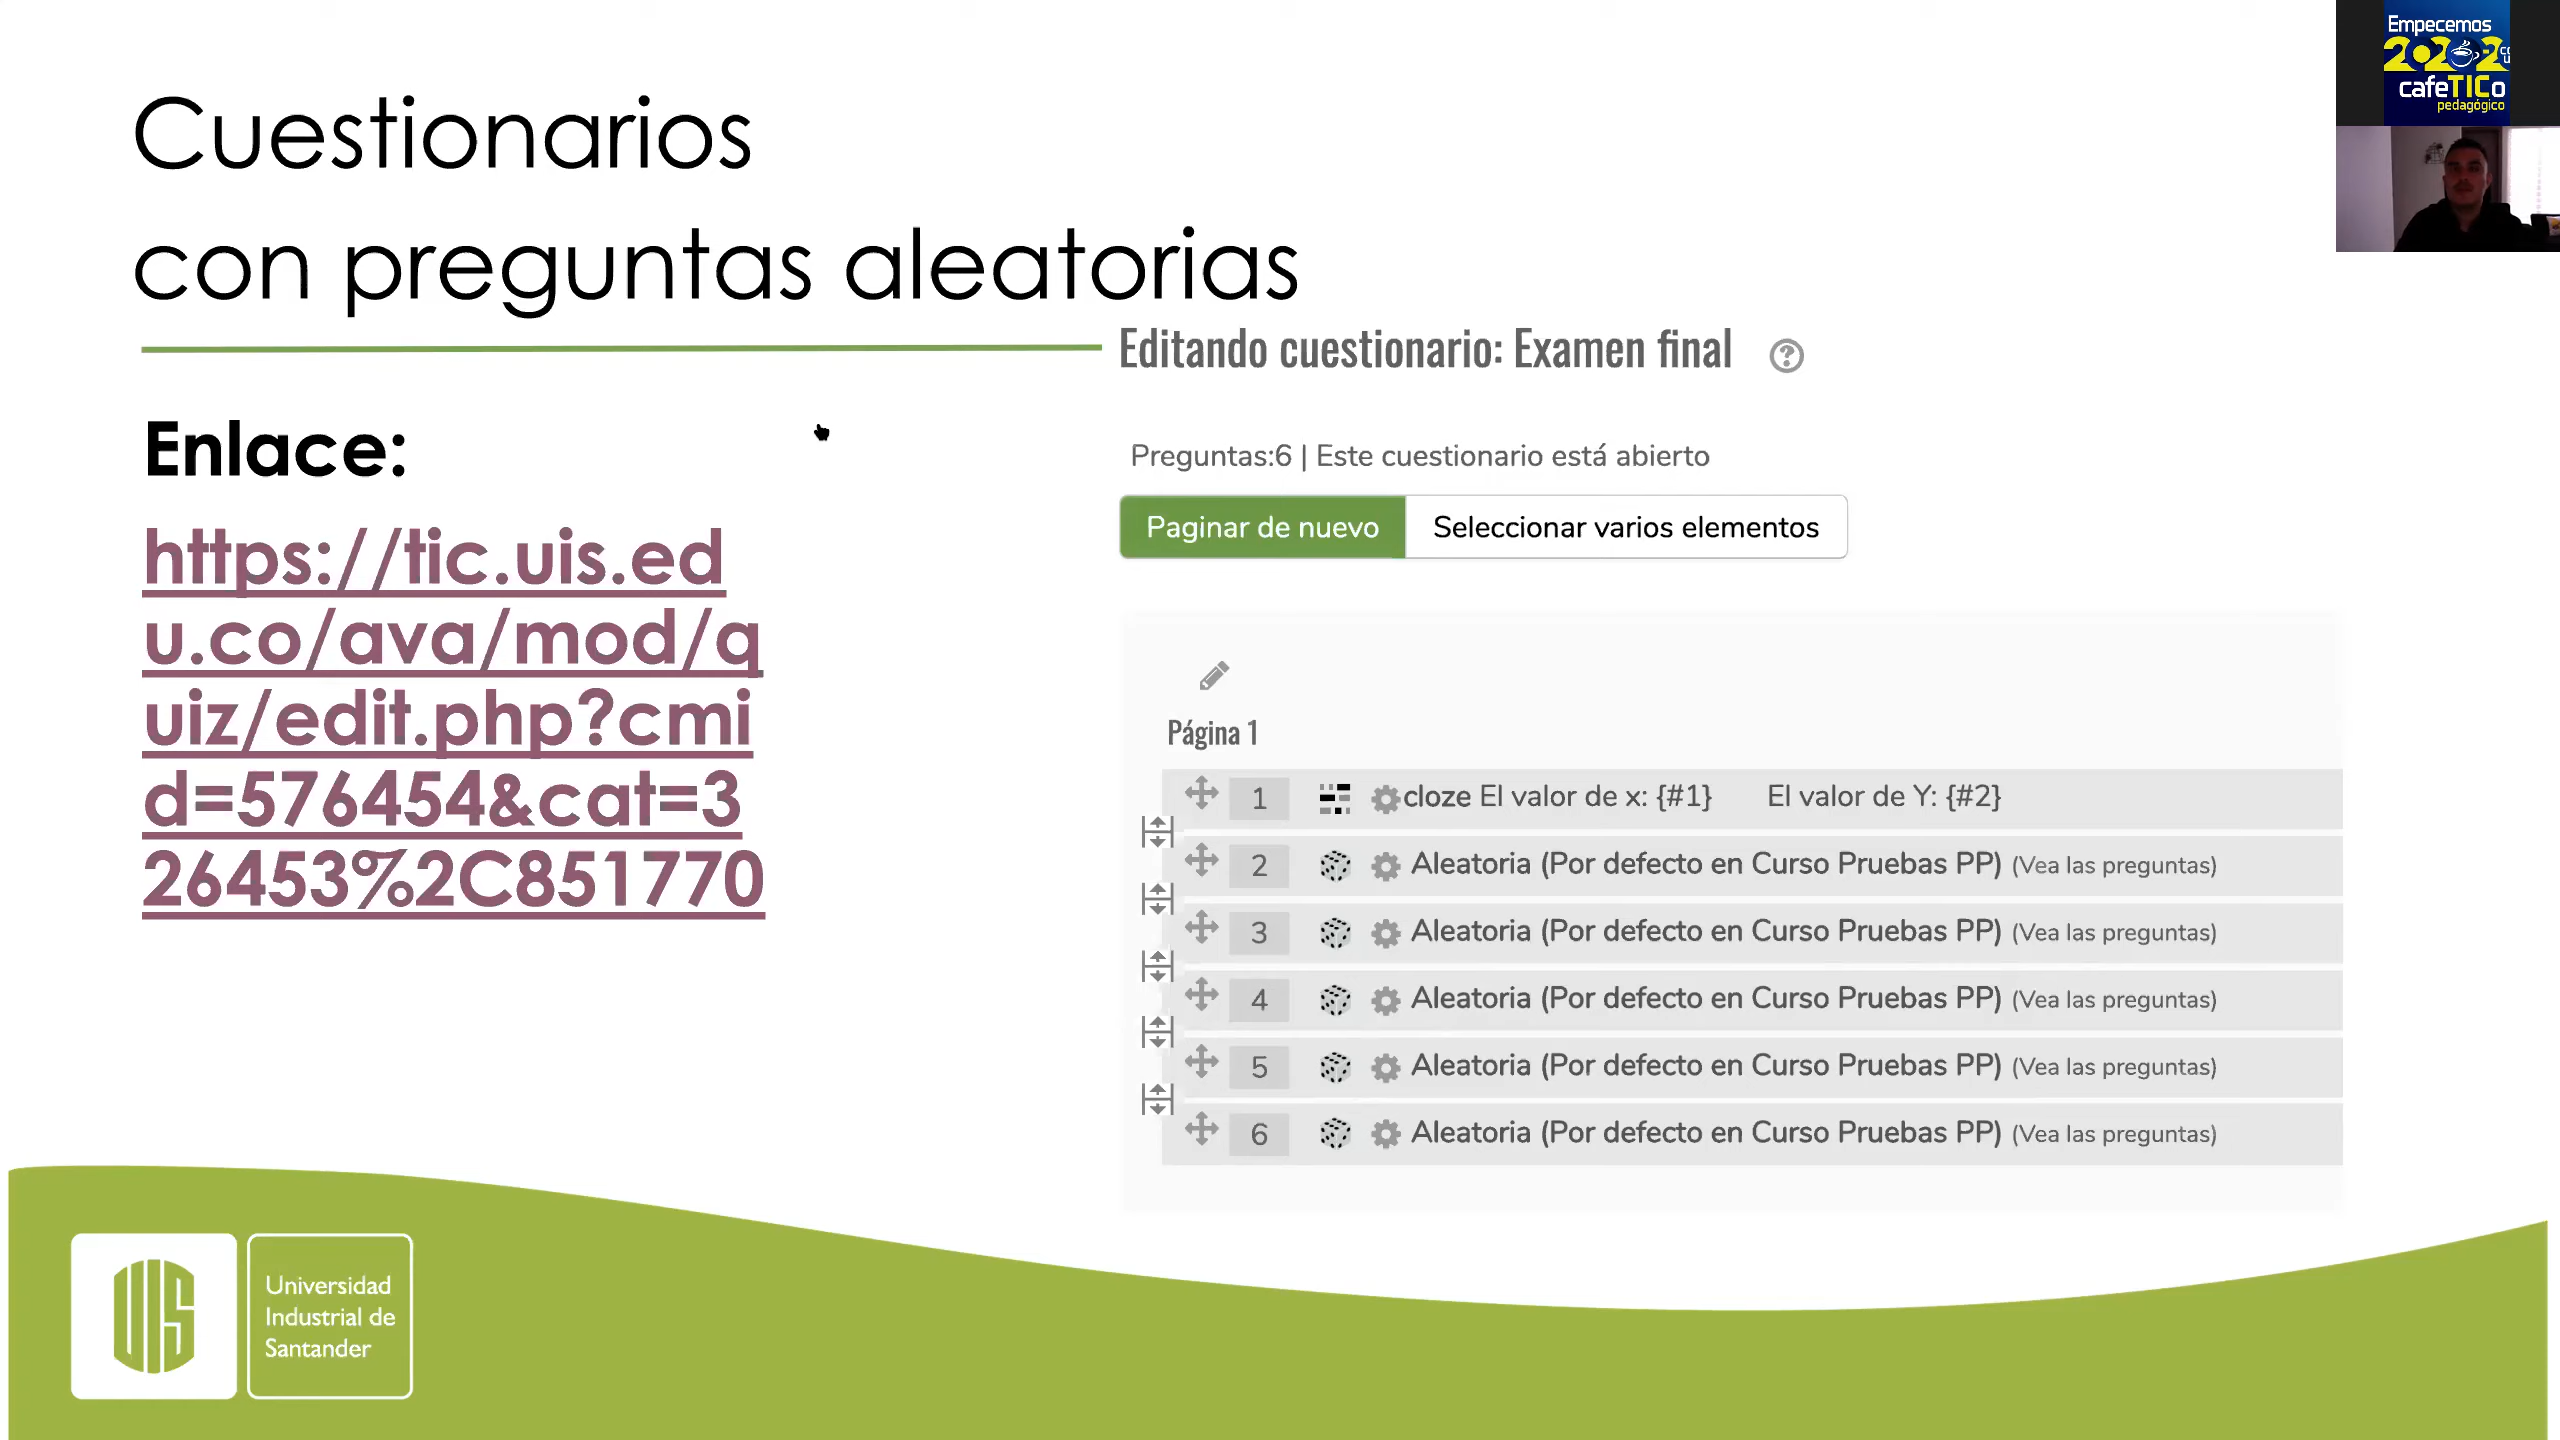 Cuestionarios
con preguntas aleatorias
Enlace:
https://tic.uis.ed
u.co/ava/mod/q
uiz/edit.php?cmi
d=576454&cat=3
26453%2C851770
Editando cuestionario: Examen final
Preguntas:6 | Este cuestionario está abierto
Paginar de nuevo
Seleccionar varios elementos
Página 1
1 cloze El valor de x: {#1} El valor de Y: {#2}
2 Aleatoria (Por defecto en Curso Pruebas PP) (Vea las preguntas)
3 Aleatoria (Por defecto en Curso Pruebas PP) (Vea las preguntas)
4 Aleatoria (Por defecto en Curso Pruebas PP) (Vea las preguntas)
5 Aleatoria (Por defecto en Curso Pruebas PP) (Vea las preguntas)
6 Aleatoria (Por defecto en Curso Pruebas PP) (Vea las preguntas)
UIS
Universidad
Industrial de
Santander
Empecemos
2022
cafeTICo
pedagógico